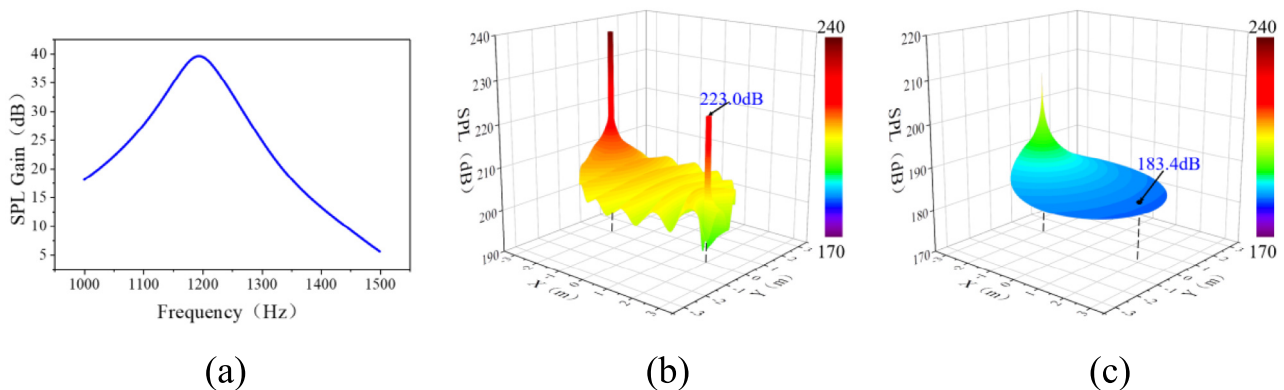 SPL Gain (dB)
40
35
30
25
20
15
10
5
1000 1100 1200 1300 1400 1500
Frequency (Hz)
(a)
240
230
220
210
200
190
SPL (dB)
223.0dB
X (m)
Y (m)
240
170
(b)
220
210
200
190
180
170
SPL (dB)
183.4dB
X (m)
Y (m)
240
170
(c)